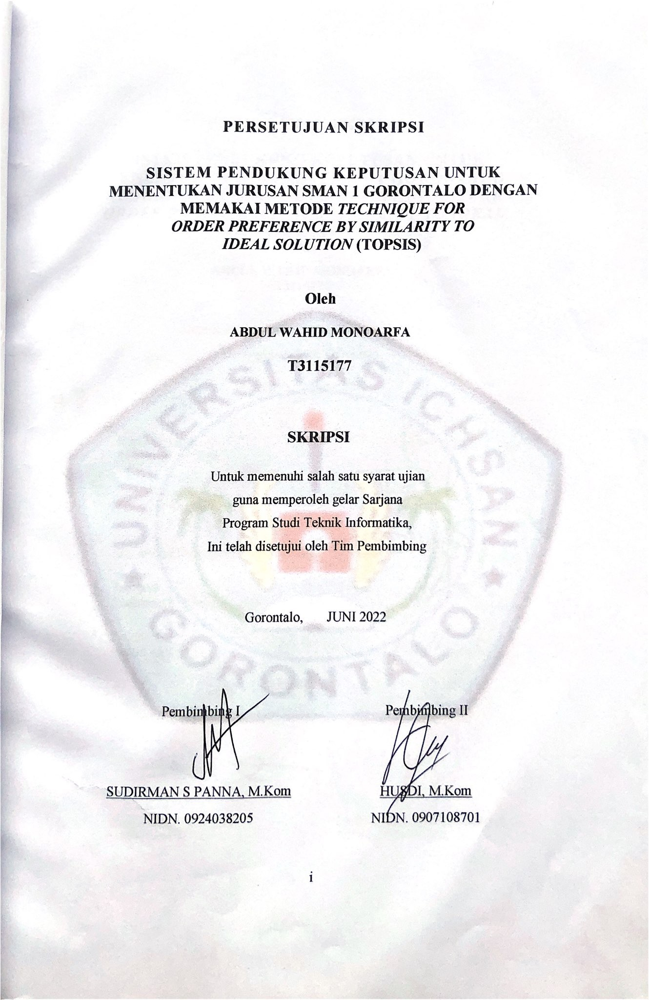 PERSETUJUAN SKRIPSI
SISTEM PENDUKUNG KEPUTUSAN UNTUK
MENENTUKAN JURUSAN SMAN 1 GORONTALO DENGAN
MEMAKAI METODE TECHNIQUE FOR
ORDER PREFERENCE BY SIMILARITY TO
IDEAL SOLUTION (TOPSIS)
Oleh
ABDUL WAHID MONOARFA
T3115177
UNIVERSITAS ICHSAN
SKRIPSI
Untuk memenuhi salah satu syarat ujian
guna memperoleh gelar Sarjana
Program Studi Teknik Informatika,
Ini telah disetujui oleh Tim Pembimbing
Gorontalo, JUNI 2022
GORONTALO
Pembimbing I Pembimbing II
SUDIRMAN S PANNA, M.Kom HUSDI, M.Kom
NIDN. 0924038205 NIDN. 0907108701
i